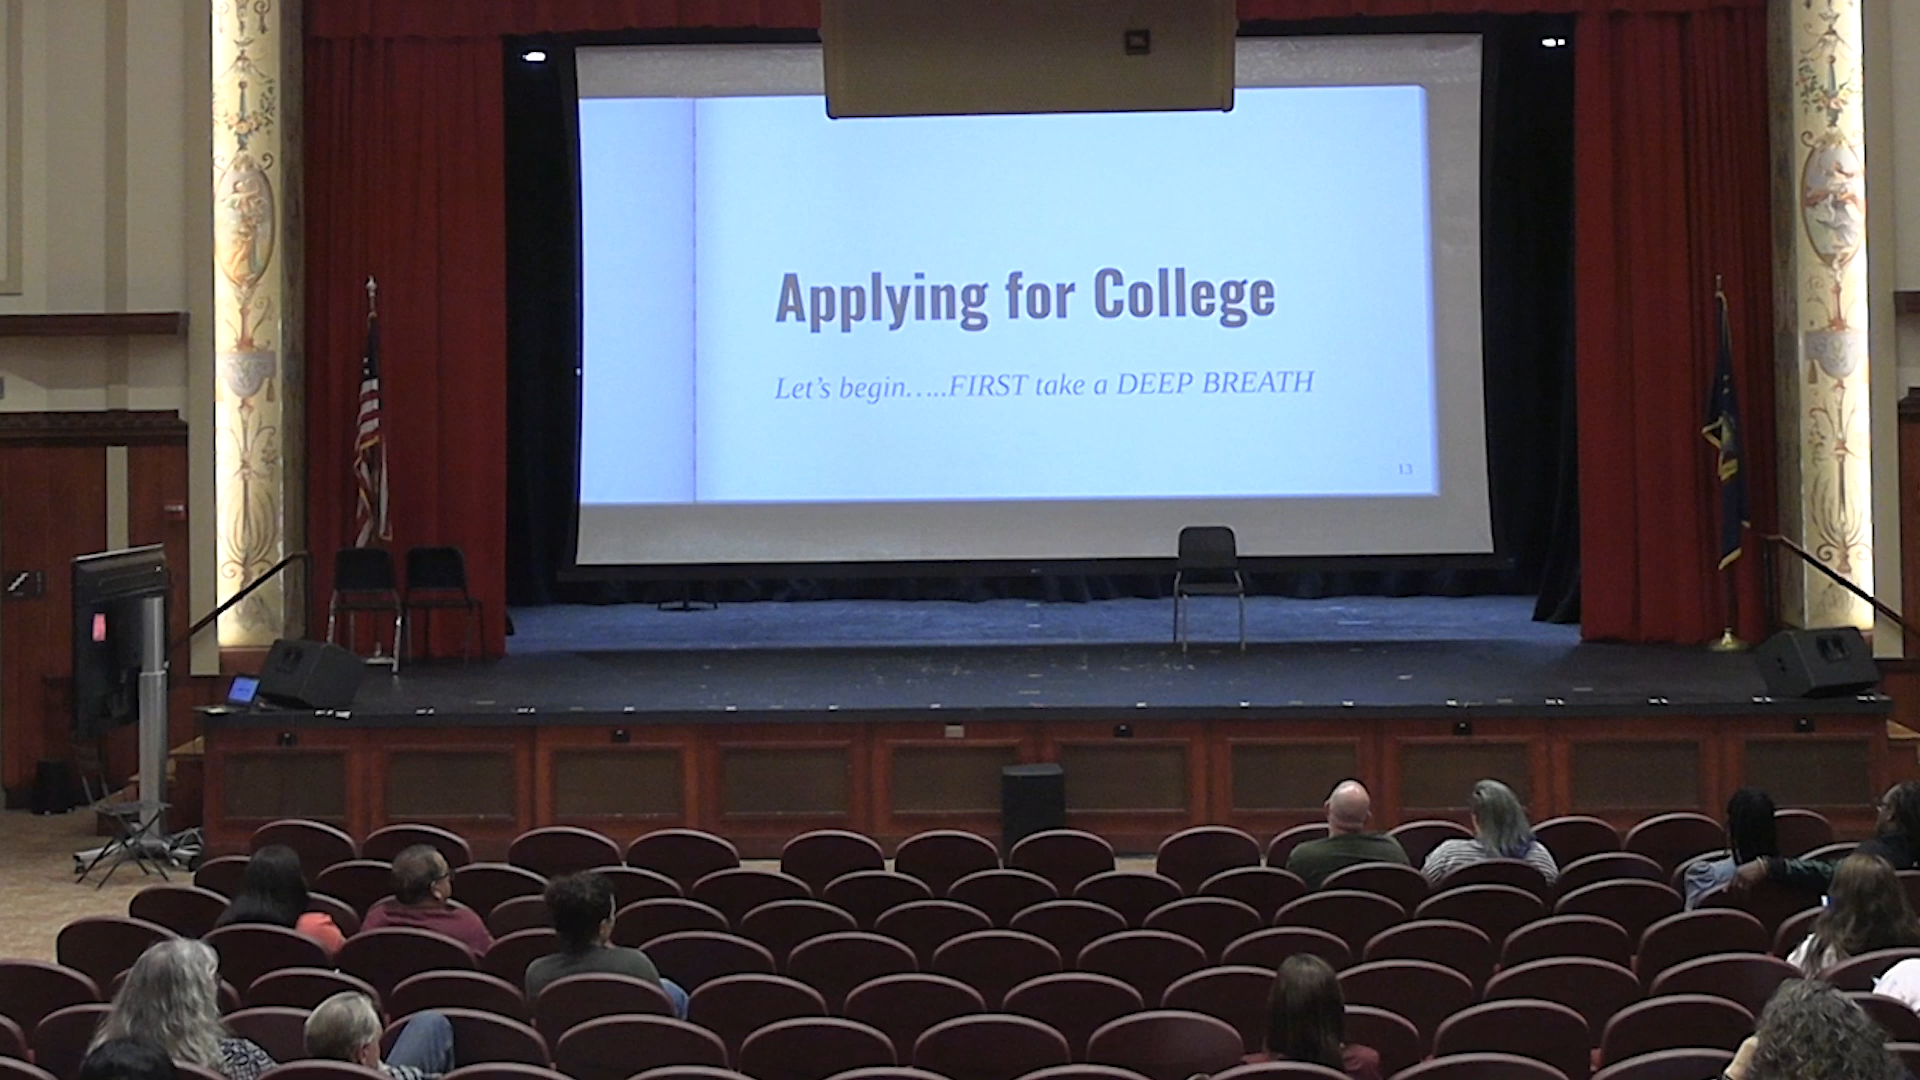 Applying for College
Let's begin…..FIRST take a DEEP BREATH
13